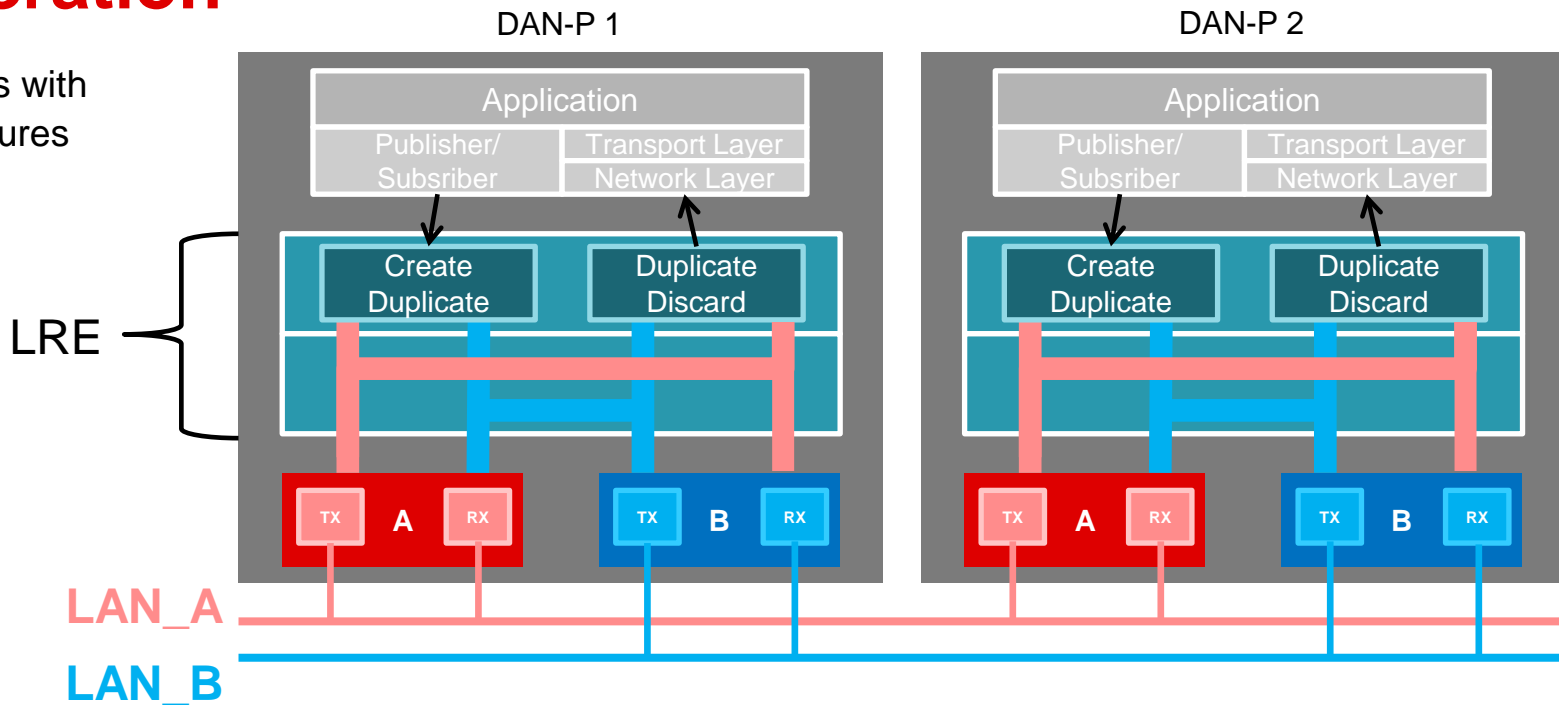 DAN-P 1
DAN-P 2
s with
ures
Application
Publisher/
Subsriber
Transport Layer
Network Layer
Application
Publisher/
Subsriber
Transport Layer
Network Layer
LRE
Create
Duplicate
Duplicate
Discard
Create
Duplicate
Duplicate
Discard
TX A RX
TX B RX
TX A RX
TX B RX
LAN_A
LAN_B